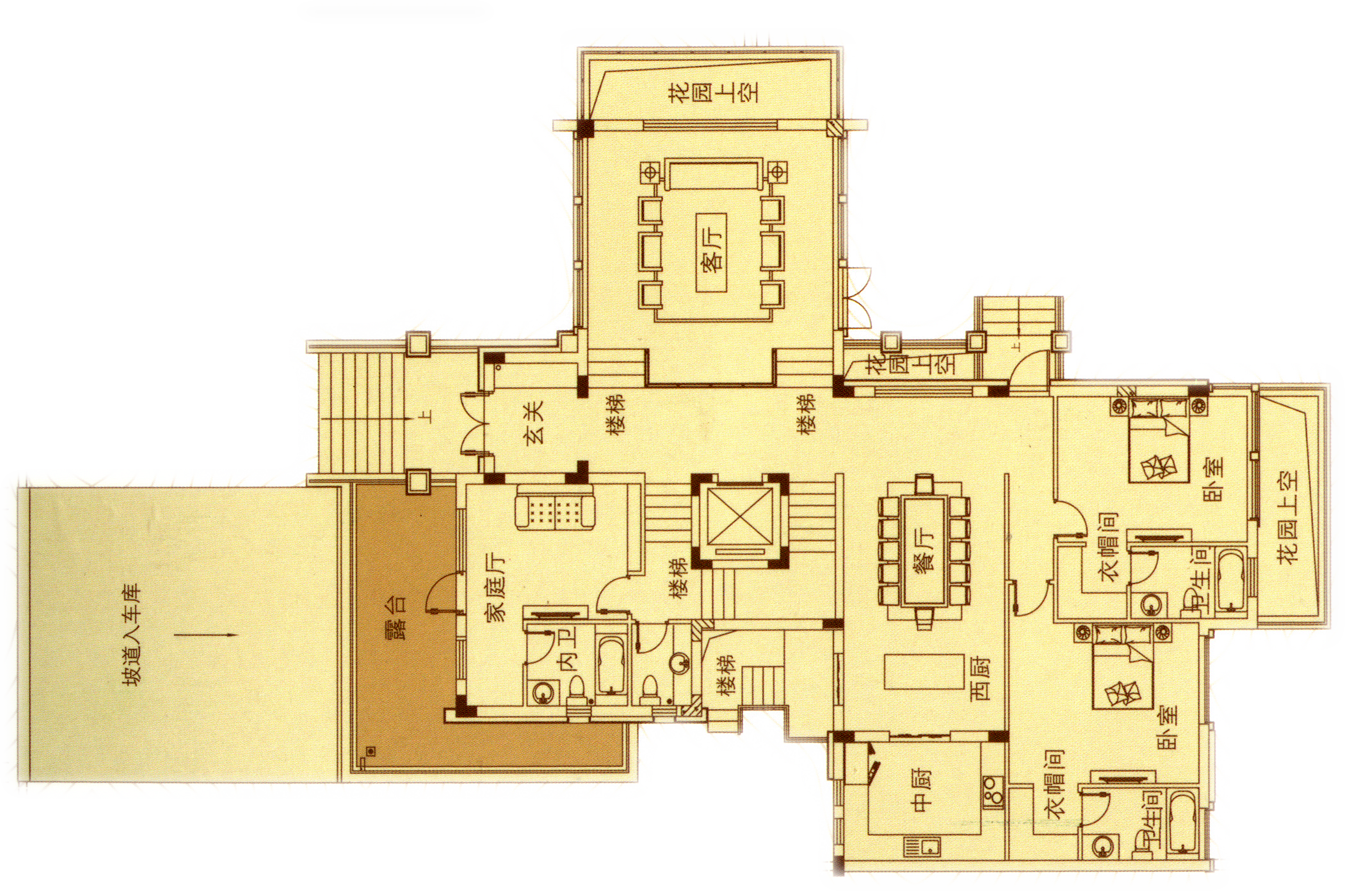 花园上空
客厅
花园上空
上
上
玄关
楼梯
楼梯
卧室
花园上空
衣帽间
卫生间
餐厅
家庭厅
楼梯
露台
坡道入车库
内卫
楼梯
西厨
卧室
衣帽间
卫生间
中厨